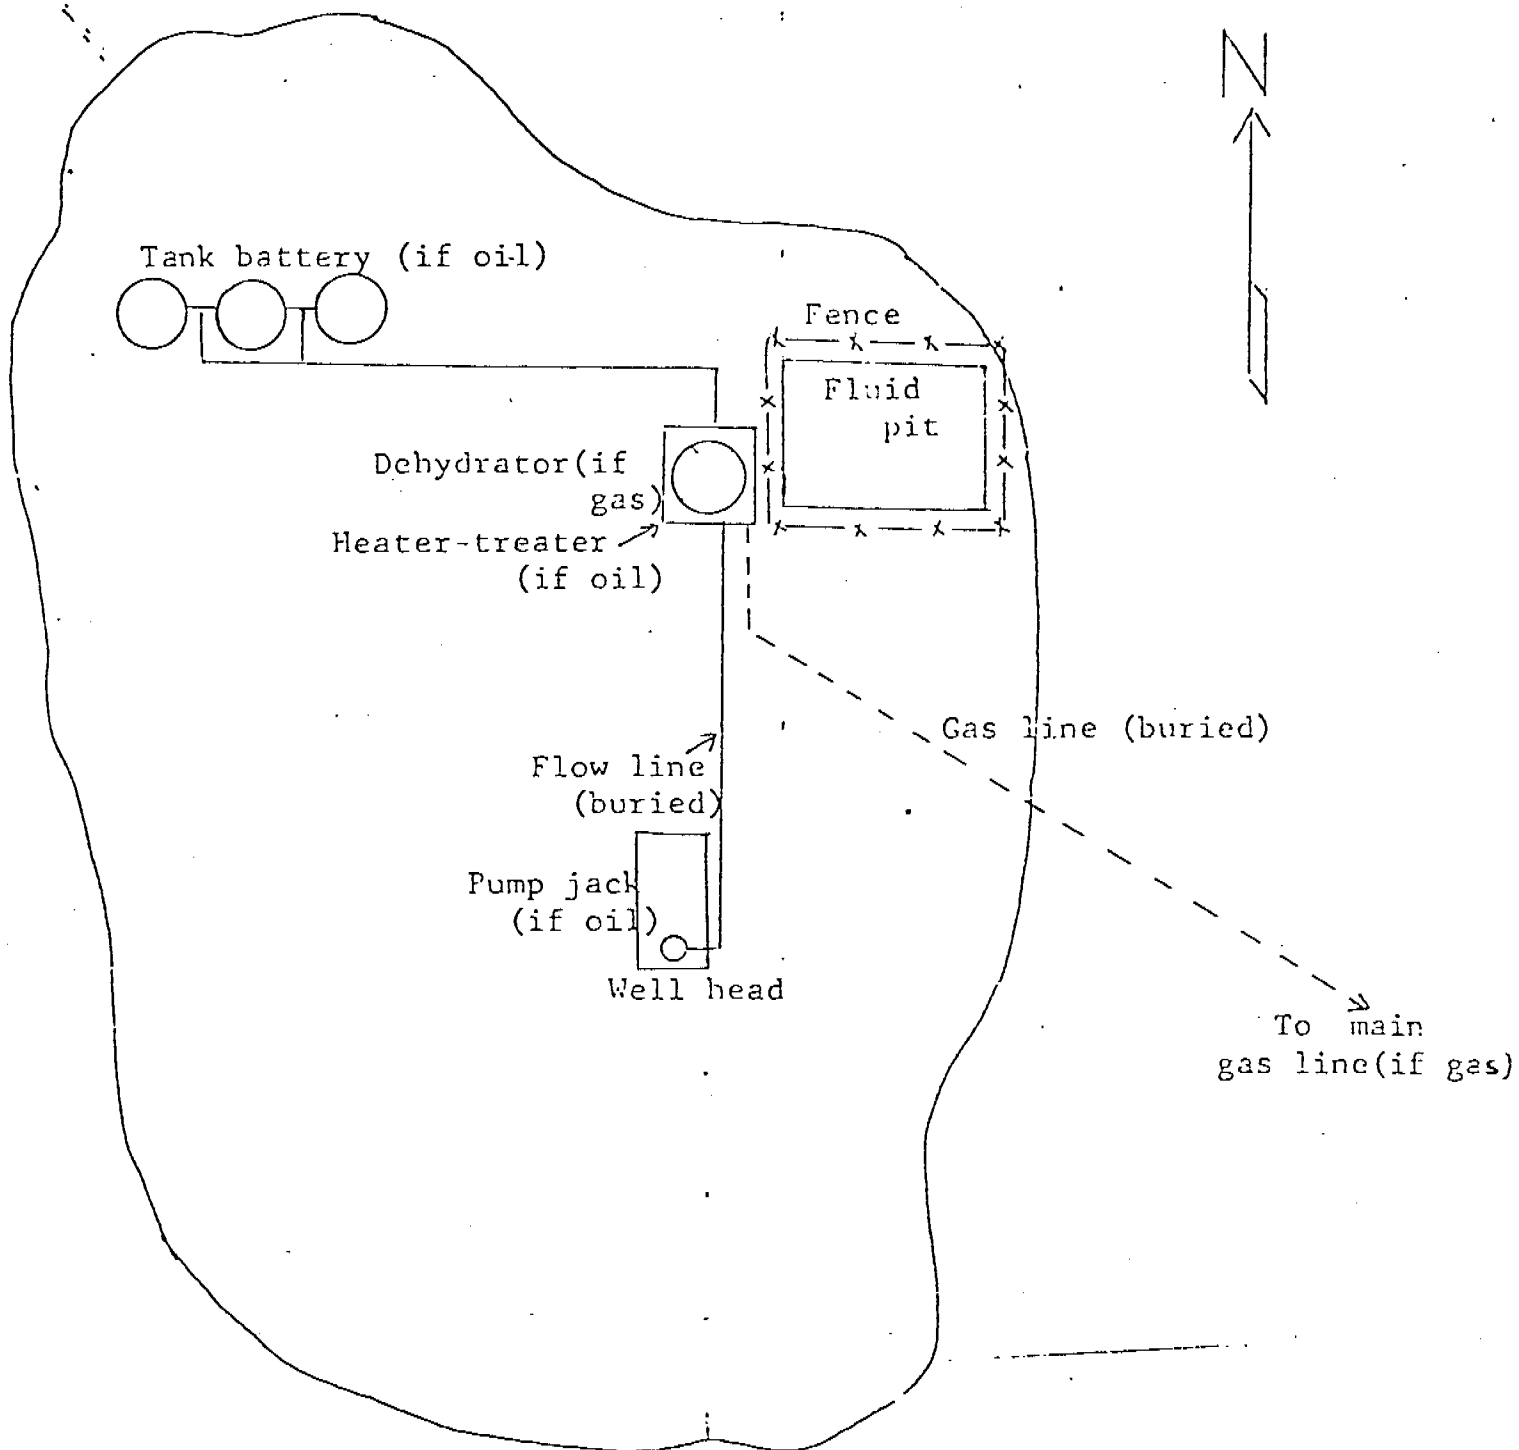 N
Tank battery (if oil)
Fence
Fluid
pit
Dehydrator(if
gas)
Heater-treater
(if oil)
Gas line (buried)
Flow line
(buried)
Pump jack
(if oil)
Well head
To main
gas line(if gas)